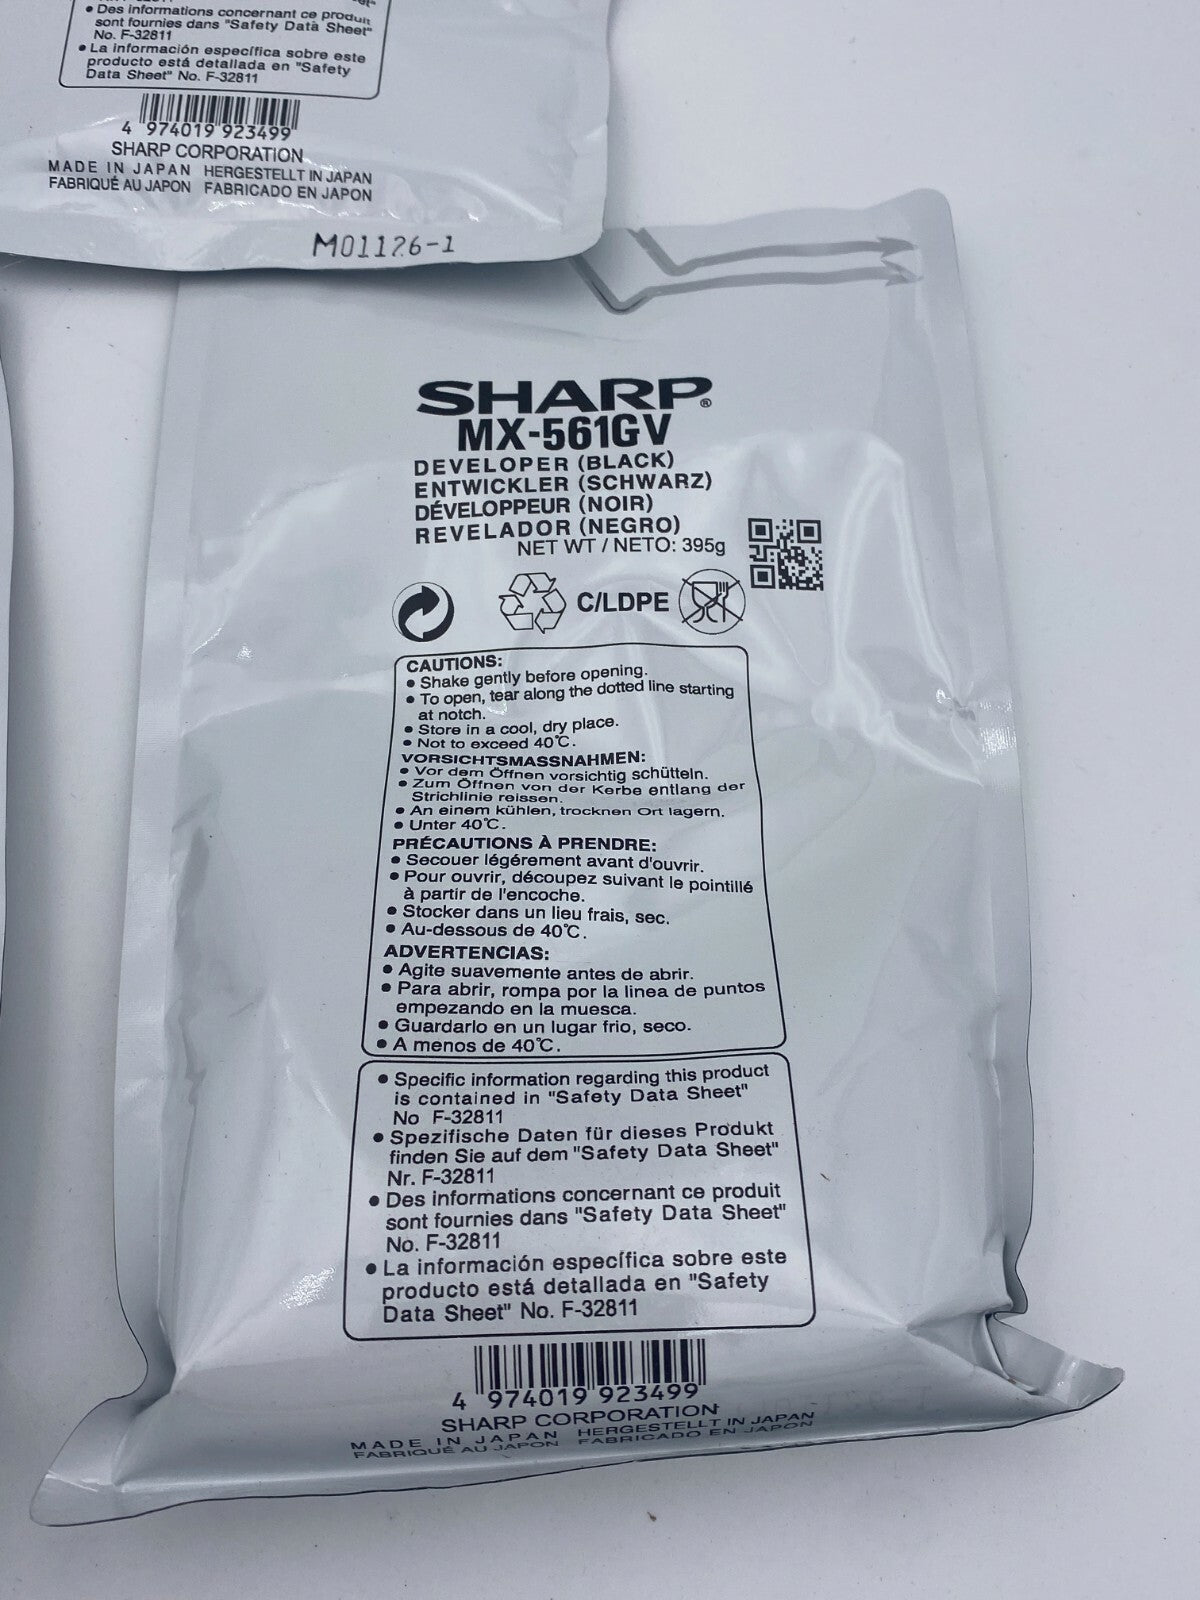 ● Des informations concernant ce produit
sont fournies dans "Safety Data Sheet"
No. F-32811
● La información específica sobre este
producto está detallada en "Safety
Data Sheet" No. F-32811
4 974019 923499
SHARP CORPORATION
MADE IN JAPAN HERGESTELLT IN JAPAN
FABRIQUÉ AU JAPON FABRICADO EN JAPON
M01126-1
SHARP®
MX-561GV
DEVELOPER (BLACK)
ENTWICKLER (SCHWARZ)
DÉVELOPPEUR (NOIR)
REVELADOR (NEGRO)
NET WT / NETO: 395g
C/LDPE
CAUTIONS:
● Shake gently before opening.
● To open, tear along the dotted line starting
at notch.
● Store in a cool, dry place.
● Not to exceed 40℃.
VORSICHTSMASSNAHMEN:
● Vor dem Öffnen vorsichtig schütteln.
● Zum Öffnen von der Kerbe entlang der
Strichlinie reissen.
● An einem kühlen, trocknen Ort lagern.
● Unter 40℃.
PRÉCAUTIONS À PRENDRE:
● Secouer légérement avant d'ouvrir.
● Pour ouvrir, découpez suivant le pointillé
à partir de l'encoche.
● Stocker dans un lieu frais, sec.
● Au-dessous de 40℃.
ADVERTENCIAS:
● Agite suavemente antes de abrir.
● Para abrir, rompa por la linea de puntos
empezando en la muesca.
● Guardarlo en un lugar frio, seco.
● A menos de 40℃.
● Specific information regarding this product
is contained in "Safety Data Sheet"
No F-32811
● Spezifische Daten für dieses Produkt
finden Sie auf dem "Safety Data Sheet"
Nr. F-32811
● Des informations concernant ce produit
sont fournies dans "Safety Data Sheet"
No. F-32811
● La información específica sobre este
producto está detallada en "Safety
Data Sheet" No. F-32811
4 974019 923499
SHARP CORPORATION
MADE IN JAPAN HERGESTELLT IN JAPAN
FABRIQUÉ AU JAPON FABRICADO EN JAPON